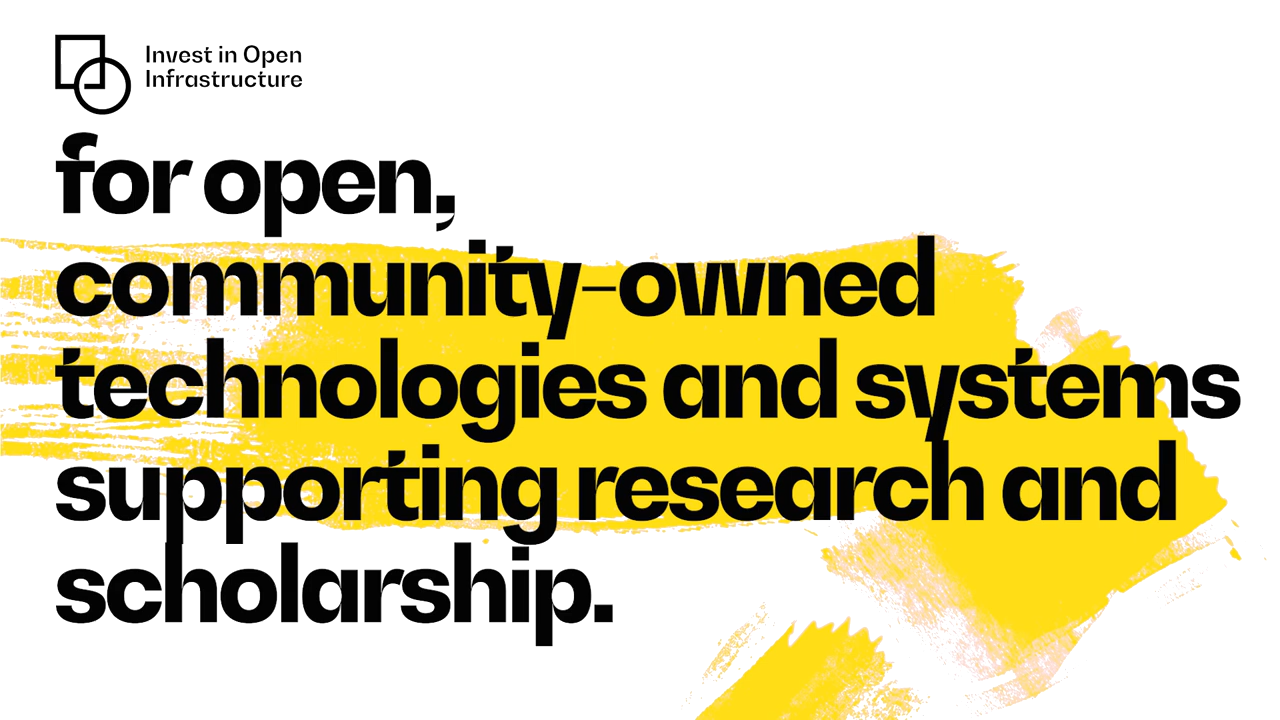 Invest in Open
Infrastructure
for open,
community-owned
technologies and systems
supporting research and
scholarship.